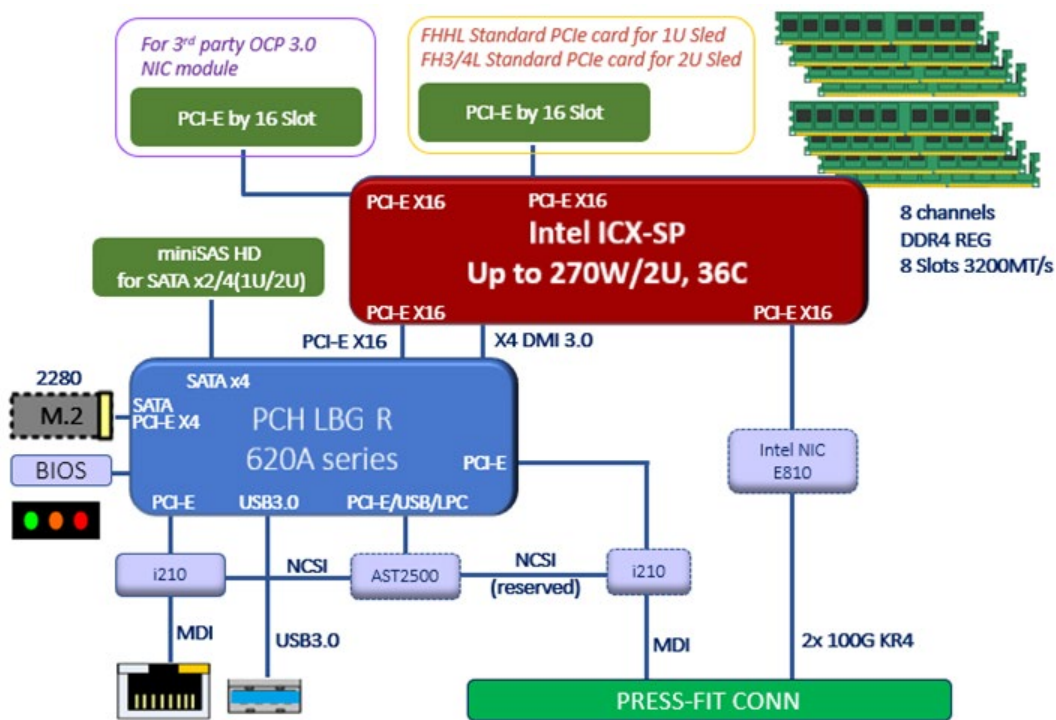 For 3rd party OCP 3.0
NIC module
PCI-E by 16 Slot
FHHL Standard PCIe card for 1U Sled
FH3/4L Standard PCIe card for 2U Sled
PCI-E by 16 Slot
PCI-E X16
PCI-E X16
Intel ICX-SP
Up to 270W/2U, 36C
PCI-E X16
PCI-E X16
8 channels
DDR4 REG
8 Slots 3200MT/s
miniSAS HD
for SATA x2/4(1U/2U)
PCI-E X16
X4 DMI 3.0
2280
M.2
SATA x4
SATA
PCI-E X4
PCH LBG R
620A series
PCI-E
BIOS
PCI-E
USB3.0
PCI-E/USB/LPC
Intel NIC
E810
i210
NCSI
AST2500
NCSI
(reserved)
i210
MDI
USB3.0
MDI
2x 100G KR4
PRESS-FIT CONN